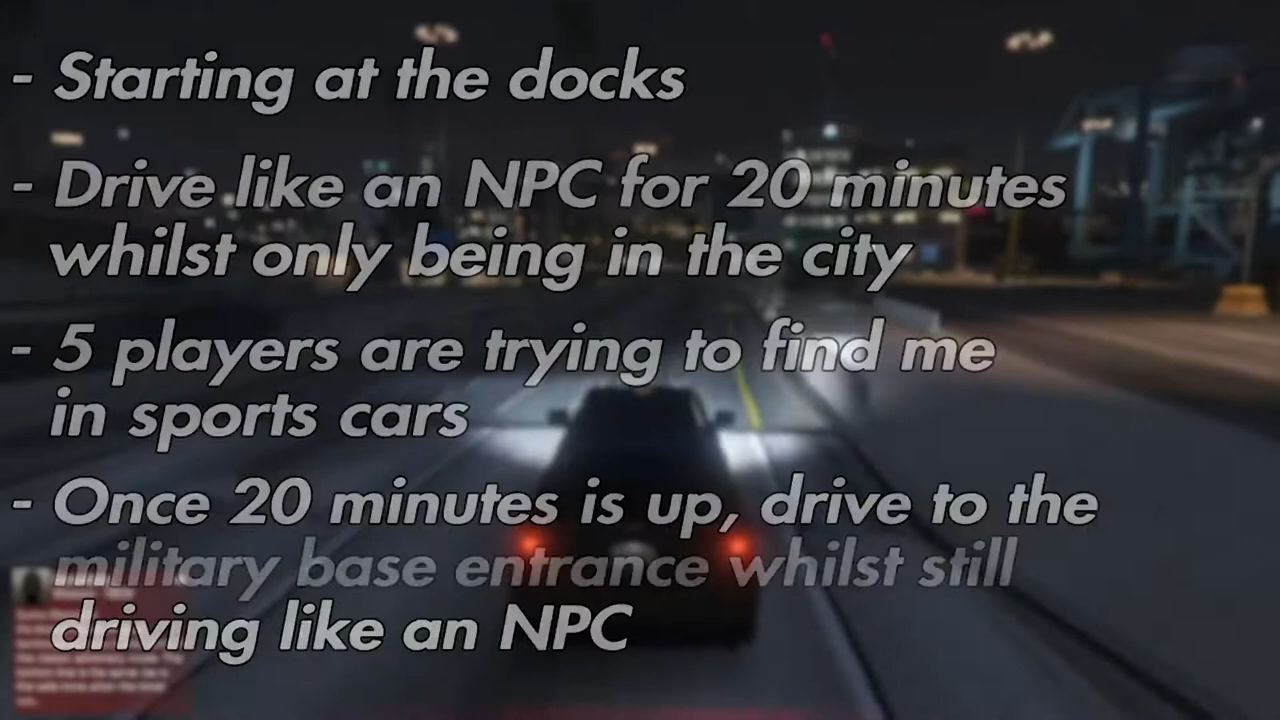 - Starting at the docks
- Drive like an NPC for 20 minutes
whilst only being in the city
- 5 players are trying to find me
in sports cars
- Once 20 minutes is up, drive to the
military base entrance whilst still
driving like an NPC